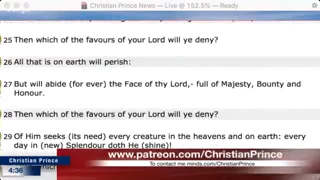 Christian Prince News — Live @ 152.5% — Ready
25 Then which of the favours of your Lord will ye deny?
26 All that is on earth will perish:
27 But will abide (for ever) the Face of thy Lord,- full of Majesty, Bounty and
Honour.
28 Then which of the favours of your Lord will ye deny?
29 Of Him seeks (its need) every creature in the heavens and on earth: every
day in (new) Splendour doth He (shine)!
Christian Prince
4:36
www.patreon.com/ChristianPrince
To contact me minds.com/ChristianPrince